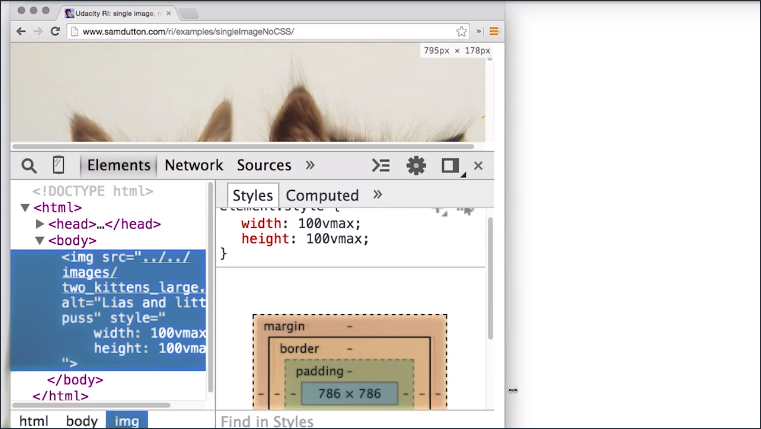 Udacity RI: single image, n
www.samdutton.com/ri/examples/singleImageNoCSS/
795px × 178px
Elements Network Sources »
Styles Computed »
<!DOCTYPE html>
<html>
<head>…</head>
<body>
<img src="../../
images/
two_kittens_large.
alt="Lias and litt
puss" style="
width: 100vmax
height: 100vma
">
</body>
</html>
html body img
element.style {
width: 100vmax;
height: 100vmax;
}
margin -
border -
padding -
- - - 786 × 786 - - -
Find in Styles